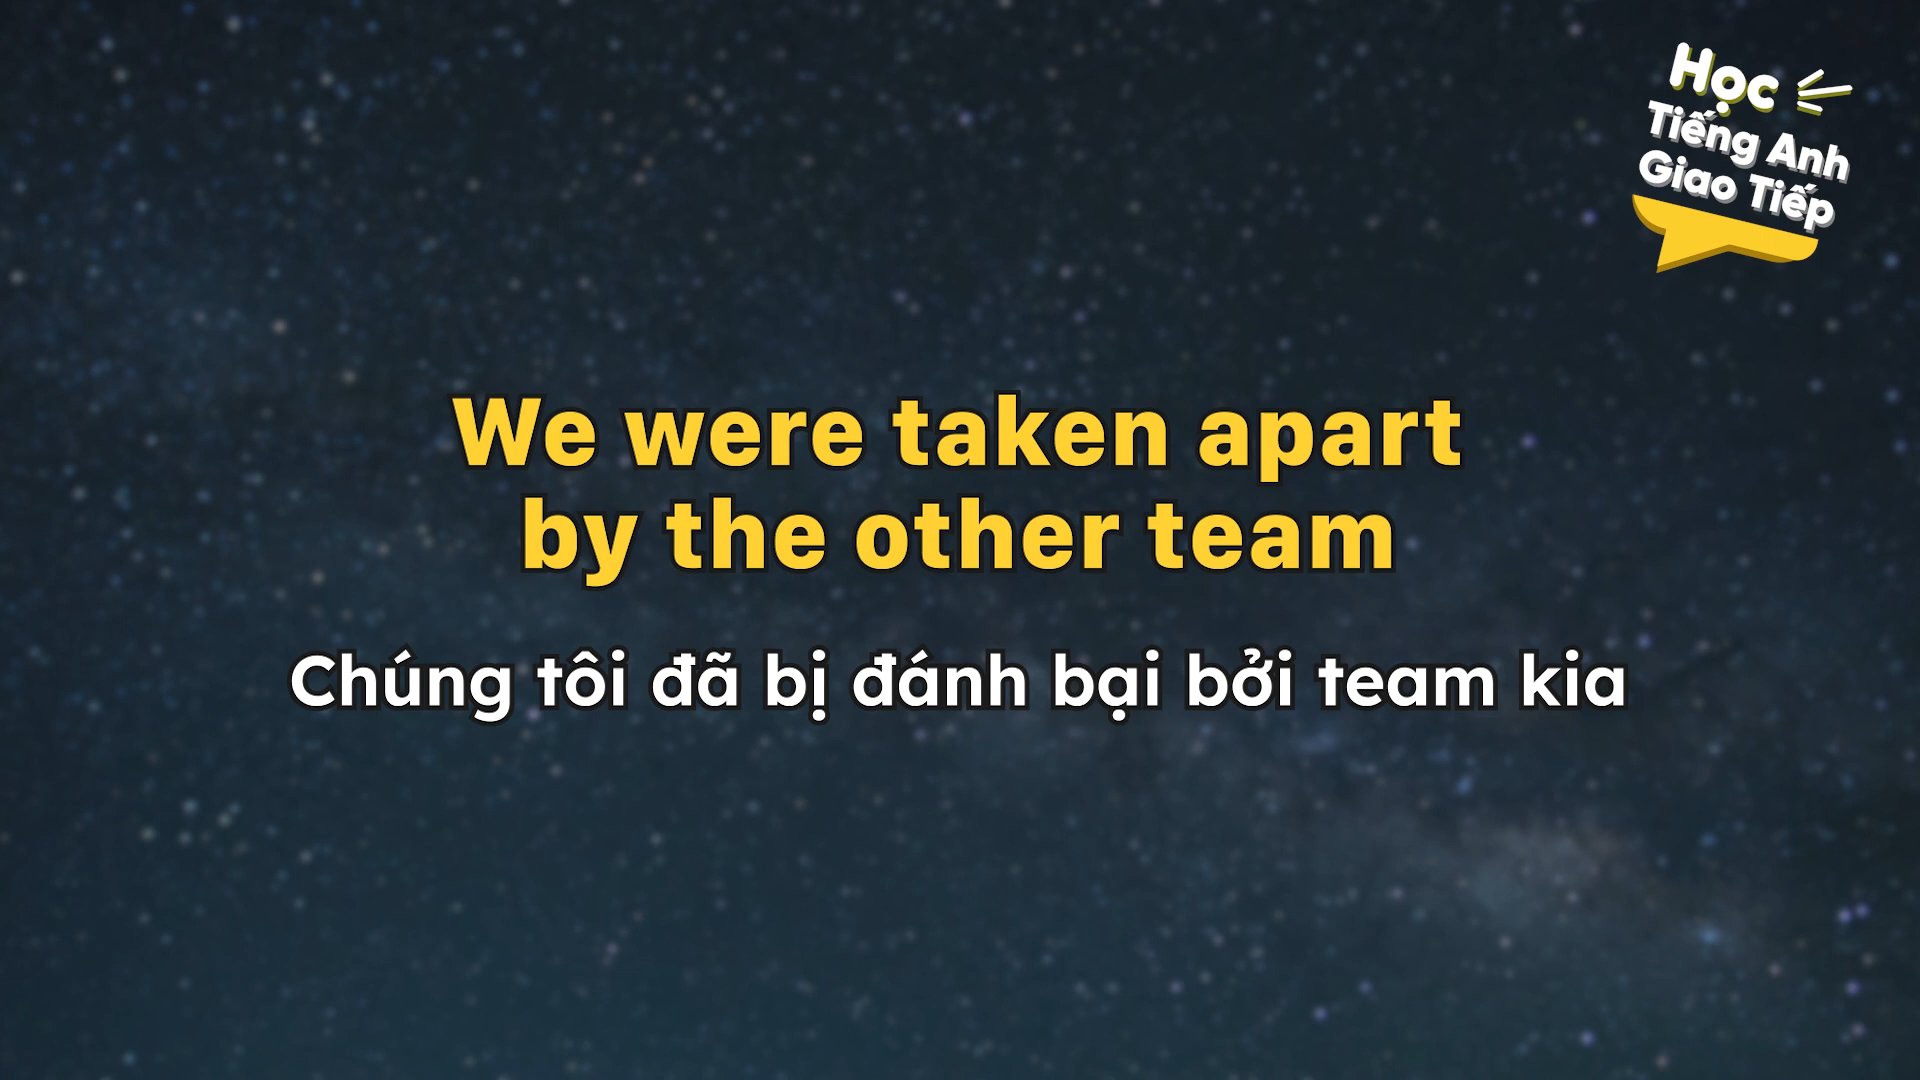 Học
Tiếng Anh
Giao Tiếp
We were taken apart
by the other team
Chúng tôi đã bị đánh bại bởi team kia